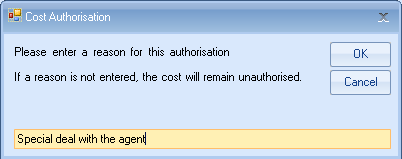 Cost Authorisation
Please enter a reason for this authorisation
OK
If a reason is not entered, the cost will remain unauthorised.
Cancel
Special deal with the agent